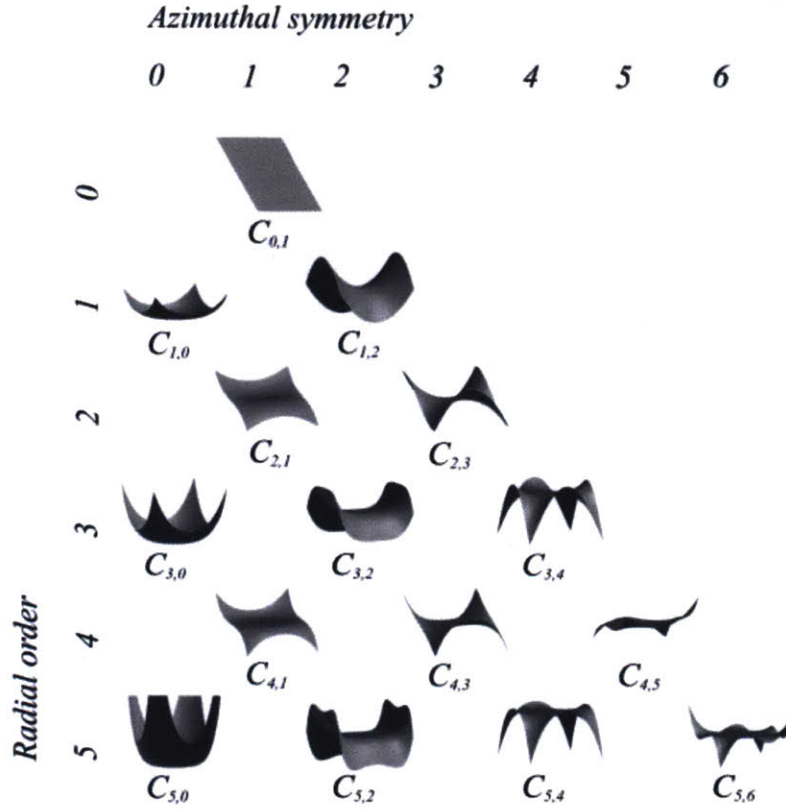 Azimuthal symmetry
0 1 2 3 4 5 6
0
C0,1
1
C1,0 C1,2
2
C2,1 C2,3
3
C3,0 C3,2 C3,4
4
C4,1 C4,3 C4,5
5
C5,0 C5,2 C5,4 C5,6
Radial order